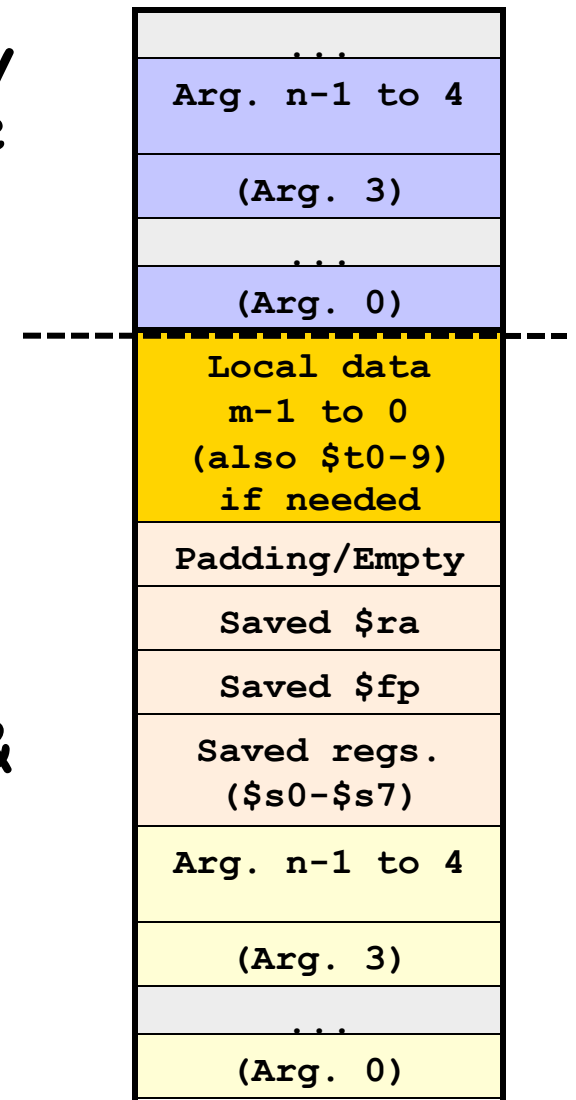 ...
Arg. n-1 to 4
(Arg. 3)
...
(Arg. 0)
Local data
m-1 to 0
(also $t0-9)
if needed
Padding/Empty
Saved $ra
Saved $fp
&
Saved regs.
($s0-$s7)
Arg. n-1 to 4
(Arg. 3)
...
(Arg. 0)